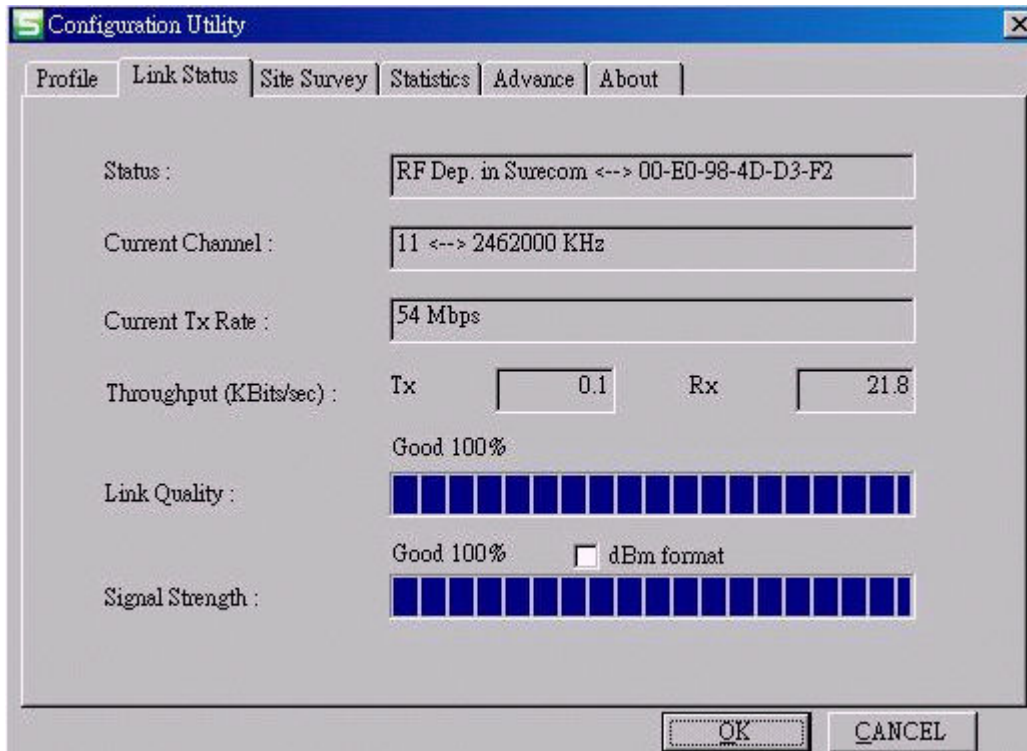 Configuration Utility
Profile Link Status Site Survey Statistics Advance About
Status : RF Dep. in Surecom <--> 00-E0-98-4D-D3-F2
Current Channel : 11 <--> 2462000 KHz
Current Tx Rate : 54 Mbps
Throughput (KBits/sec) : Tx 0.1 Rx 21.8
Good 100%
Link Quality :
Good 100% dBm format
Signal Strength :
OK CANCEL